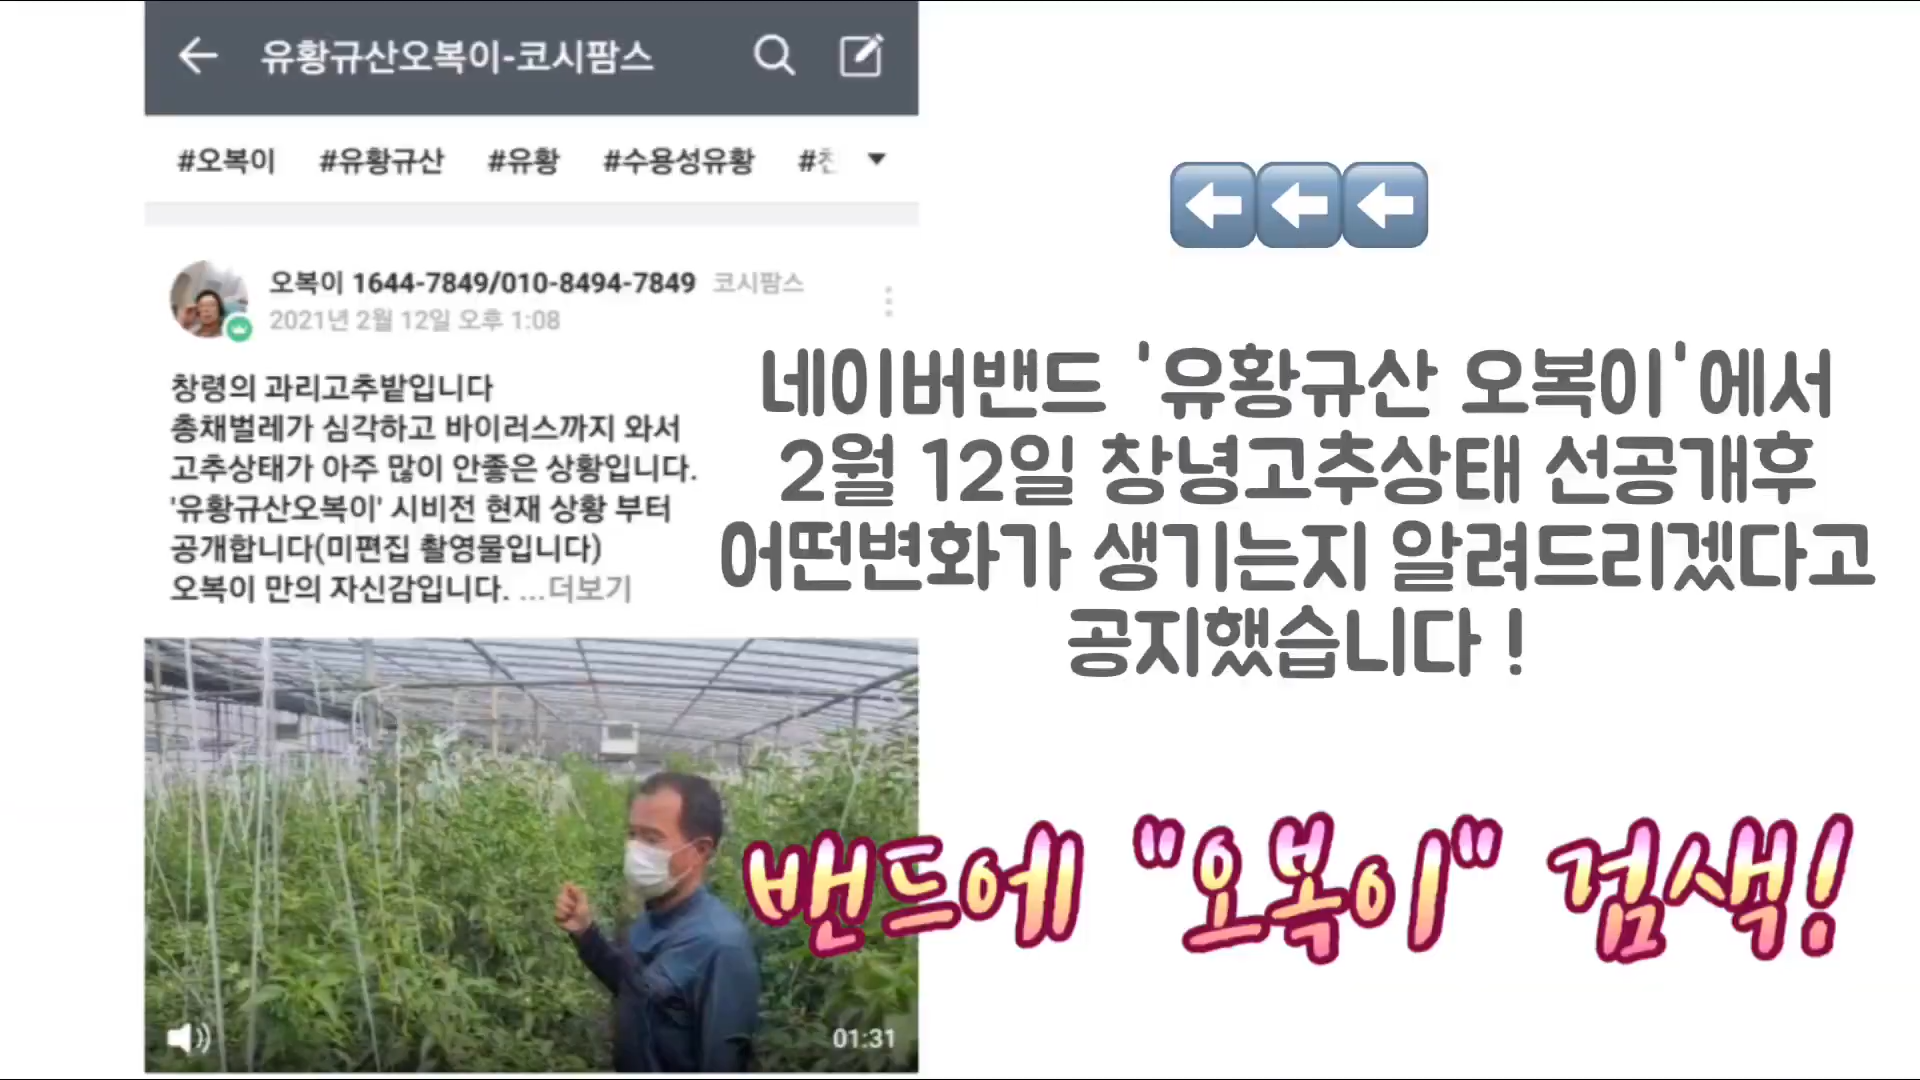 유황규산오복이-코시팜스
#오복이 #유황규산 #유황 #수용성유황
오복이 1644-7849/010-8494-7849 코시팜스
2021년 2월 12일 오후 1:08
창령의 과리고추밭입니다
총채벌레가 심각하고 바이러스까지 와서
고추상태가 아주 많이 안좋은 상황입니다.
'유황규산오복이' 시비전 현재 상황 부터
공개합니다(미편집 촬영물입니다)
오복이 만의 자신감입니다. ...더보기
01:31
네이버밴드 '유황규산 오복이'에서
2월 12일 창녕고추상태 선공개후
어떤변화가 생기는지 알려드리겠다고
공지했습니다 !
밴드에 "오복이" 검색!